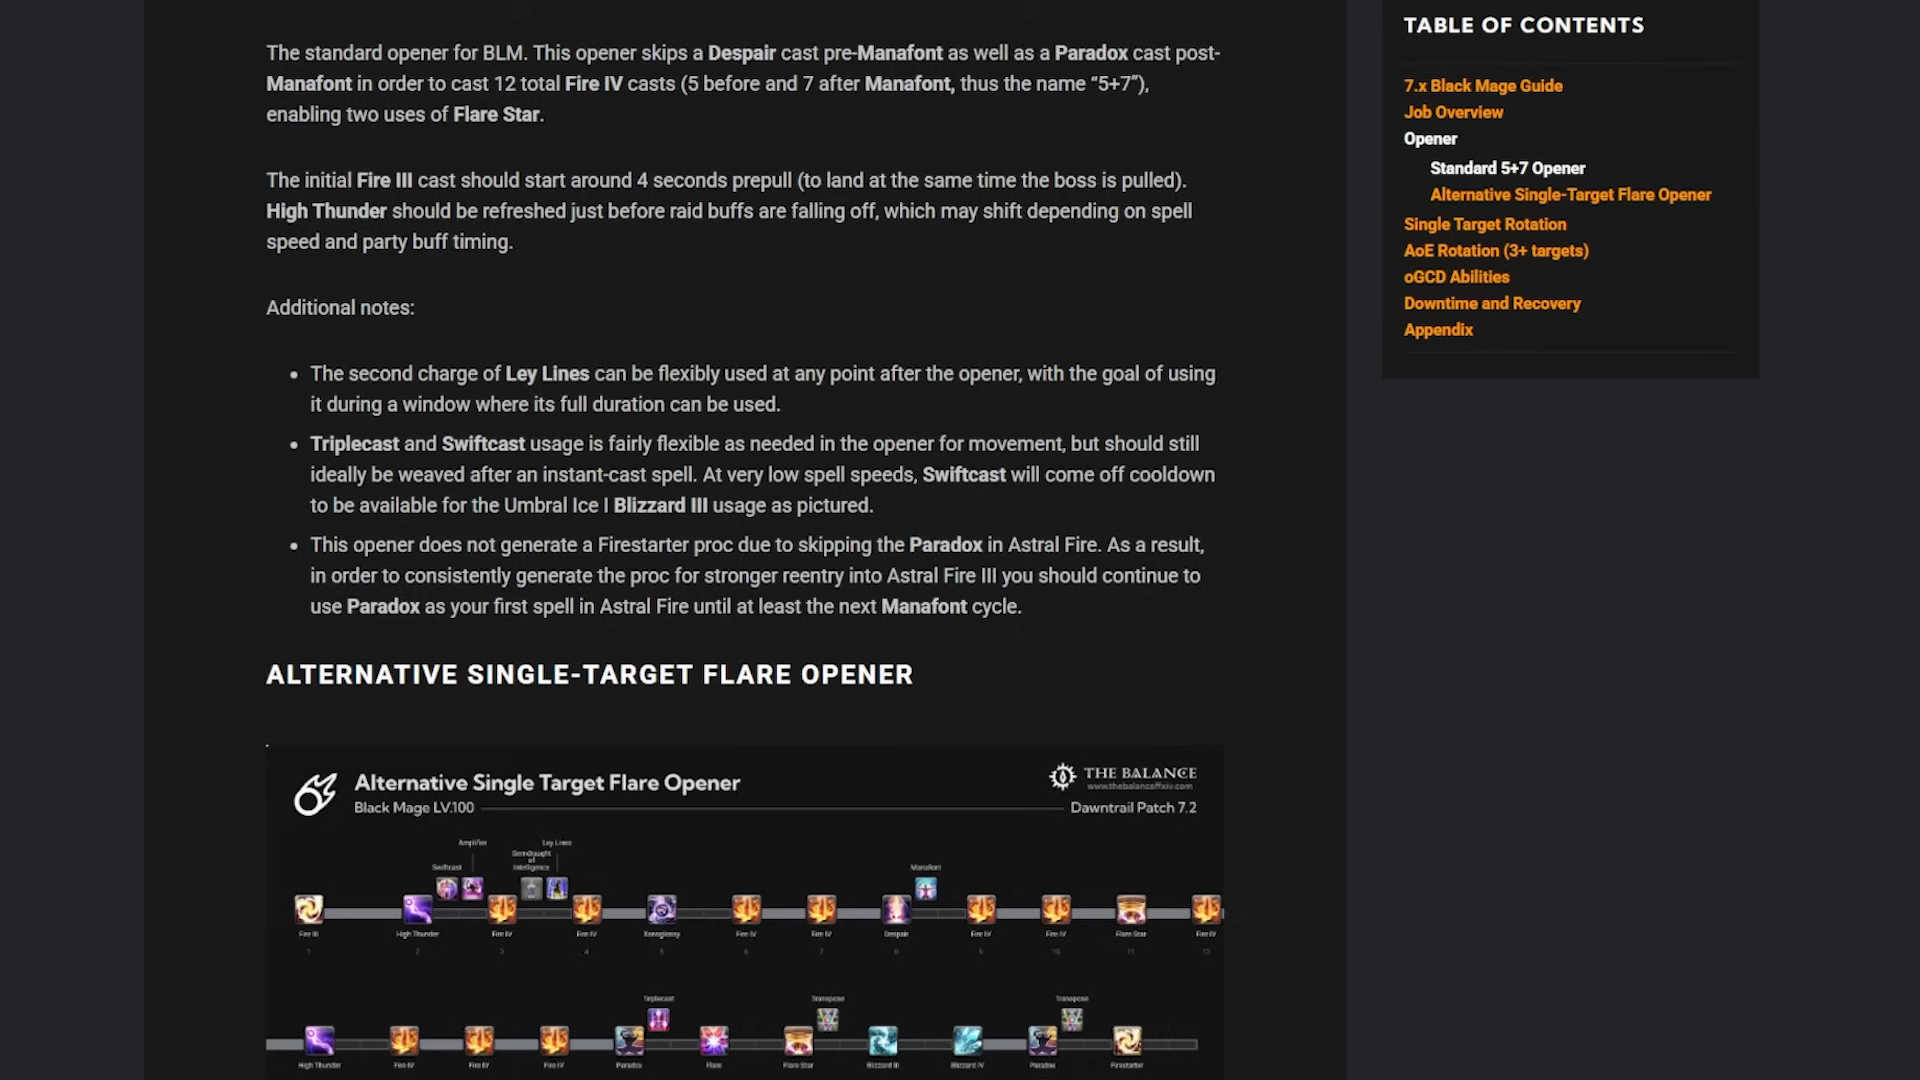 The standard opener for BLM. This opener skips a Despair cast pre-Manafont as well as a Paradox cast post-
Manafont in order to cast 12 total Fire IV casts (5 before and 7 after Manafont, thus the name “5+7”),
enabling two uses of Flare Star.
The initial Fire III cast should start around 4 seconds prepull (to land at the same time the boss is pulled).
High Thunder should be refreshed just before raid buffs are falling off, which may shift depending on spell
speed and party buff timing.
Additional notes:
The second charge of Ley Lines can be flexibly used at any point after the opener, with the goal of using
it during a window where its full duration can be used.
Triplecast and Swiftcast usage is fairly flexible as needed in the opener for movement, but should still
ideally be weaved after an instant-cast spell. At very low spell speeds, Swiftcast will come off cooldown
to be available for the Umbral Ice I Blizzard III usage as pictured.
This opener does not generate a Firestarter proc due to skipping the Paradox in Astral Fire. As a result,
in order to consistently generate the proc for stronger reentry into Astral Fire III you should continue to
use Paradox as your first spell in Astral Fire until at least the next Manafont cycle.
ALTERNATIVE SINGLE-TARGET FLARE OPENER
Alternative Single Target Flare Opener
Black Mage LV.100
THE BALANCE
www.thebalanceffxiv.com
Dawntrail Patch 7.2
Amplifier
Ley Lines
Swiftcast
Gemdraught
of
Intelligence
Manafont
Fire III
High Thunder
Fire IV
Fire IV
Xenoglossy
Fire IV
Fire IV
Despair
Fire IV
Fire IV
Flare Star
Fire IV
1
2
3
4
5
6
7
8
9
10
11
12
Triplecast
Transpose
Transpose
High Thunder
Fire IV
Fire IV
Fire IV
Paradox
Flare
Flare Star
Blizzard III
Blizzard IV
Paradox
Firestarter
TABLE OF CONTENTS
7.x Black Mage Guide
Job Overview
Opener
Standard 5+7 Opener
Alternative Single-Target Flare Opener
Single Target Rotation
AoE Rotation (3+ targets)
oGCD Abilities
Downtime and Recovery
Appendix